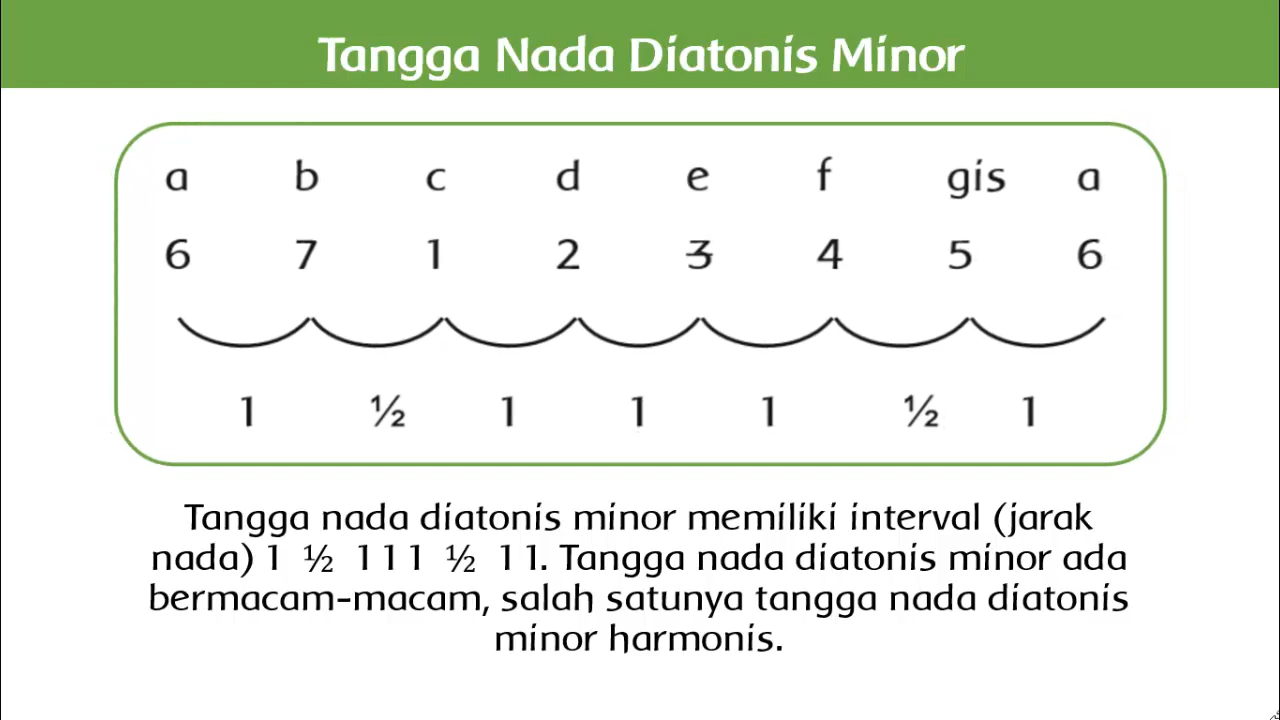 Tangga Nada Diatonis Minor
a b c d e f gis a
6 7 1 2 3 4 5 6
1 ½ 1 1 1 ½ 1
Tangga nada diatonis minor memiliki interval (jarak
nada) 1 ½ 1 1 1 ½ 1 1. Tangga nada diatonis minor ada
bermacam-macam, salah satunya tangga nada diatonis
minor harmonis.